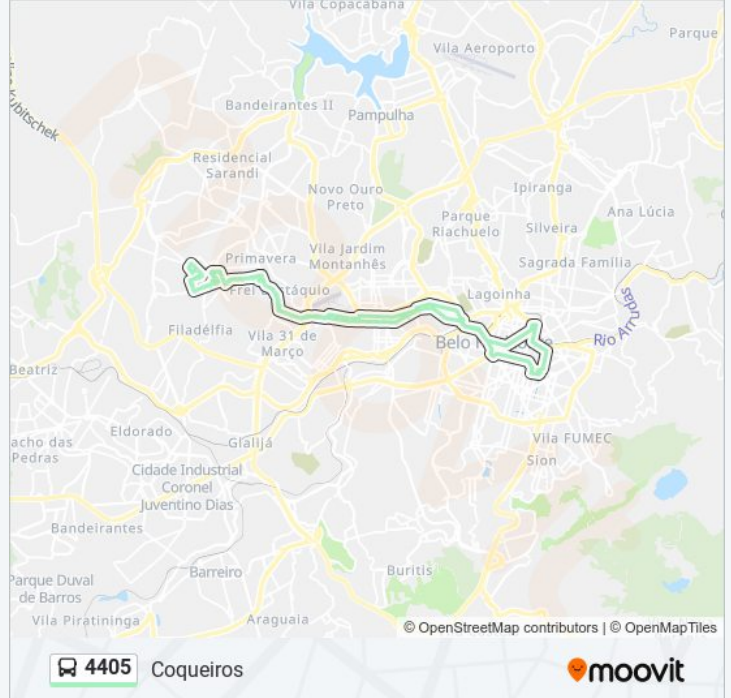 Vila Copacabana
Vila Aeroporto
Parque
Kubitschek
Bandeirantes II
Pampulha
Residencial
Sarandi
Novo Ouro
Preto
Ipiranga
Ana Lúcia
Parque
Riachuelo
Silveira
Vila Jardim
Montanhês
Sagrada Família
Primavera
Frei Eustáquio
Lagoinha
Rio Arrudas
Filadélfia
Vila 31 de
Março
Belo H
Beatriz
Eldorado
acho das
Pedras
Vila FUMEC
Sion
Cidade Industrial
Coronel
Juventino Dias
Bandeirantes
Parque Duval
de Barros
Barreiro
Buritis
Vila Piratininga
Araguaia
© OpenStreetMap contributors | © OpenMapTiles
4405 Coqueiros
moovit